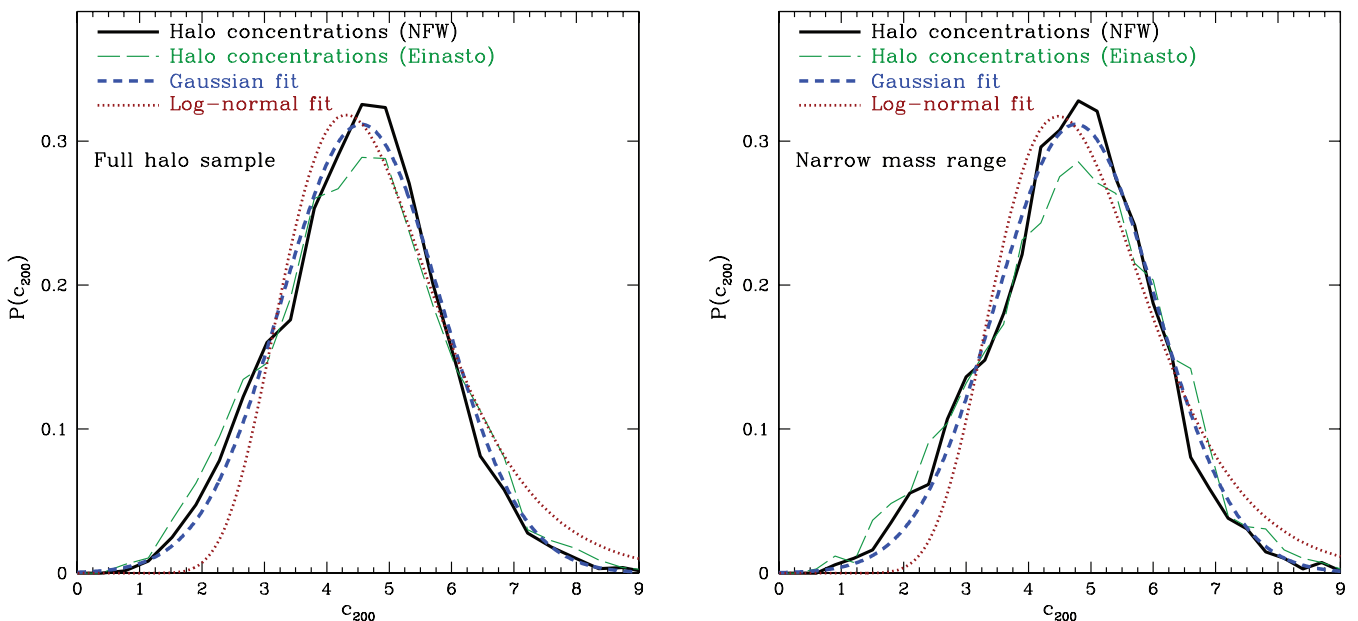 Halo concentrations (NFW)
Halo concentrations (Einasto)
Gaussian fit
Log-normal fit
Full halo sample
P(c200)
0.3
0.2
0.1
0
0 1 2 3 4 5 6 7 8 9
c200
Halo concentrations (NFW)
Halo concentrations (Einasto)
Gaussian fit
Log-normal fit
Narrow mass range
P(c200)
0.3
0.2
0.1
0
0 1 2 3 4 5 6 7 8 9
c200